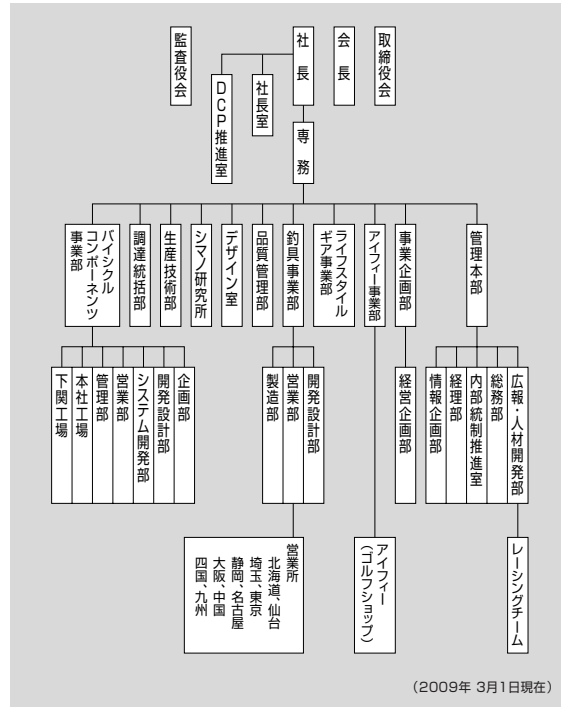 取締役会
会長
社長
監査役会
社長室
DCP推進室
専務
管理本部
事業企画部
アイフィー事業部
ライフスタイル
ギア事業部
釣具事業部
品質管理部
デザイン室
シマノ研究所
生産技術部
調達統括部
バイシクル
コンポーネンツ
事業部
広報・人材開発部
総務部
内部統制推進室
経理部
情報企画部
経営企画部
開発設計部
営業部
製造部
企画部
開発設計部
システム開発部
営業部
管理部
本社工場
下関工場
レーシングチーム
アイフィー
(ゴルフショップ)
営業所
北海道、仙台
埼玉、東京
静岡、名古屋
大阪、中国
四国、九州
(2009年 3月1日現在)